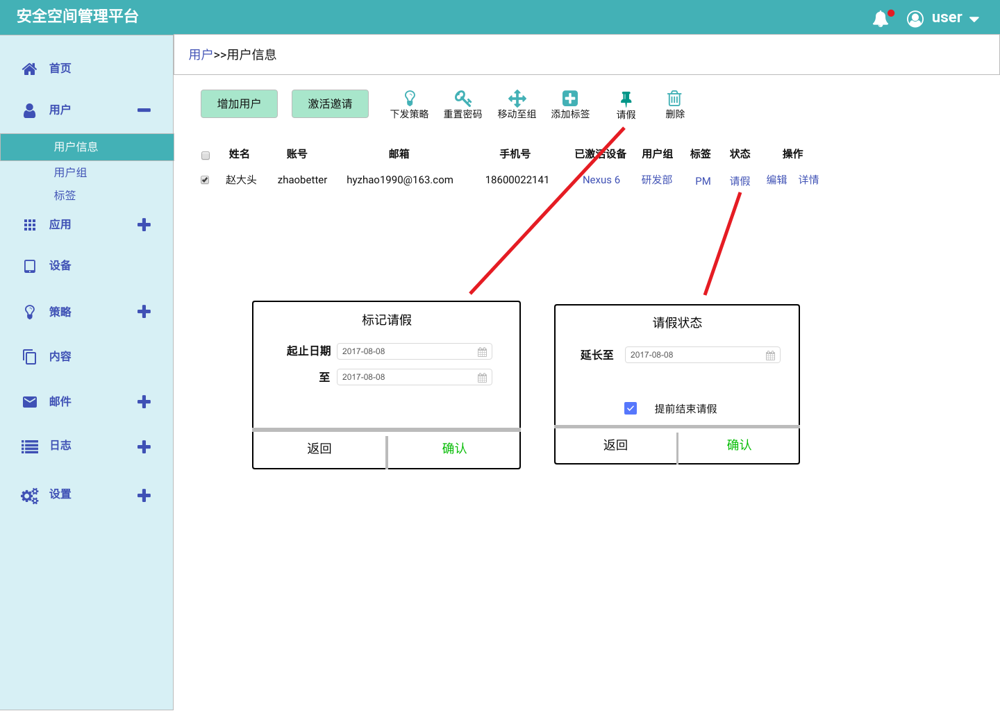 安全空间管理平台
user
首页
用户
用户信息
用户组
标签
应用
设备
策略
内容
邮件
日志
设置
用户>>用户信息
增加用户 激活邀请 下发策略 重置密码 移动至组 添加标签 请假 删除
姓名 账号 邮箱 手机号 已激活设备 用户组 标签 状态 操作
赵大头 zhaobetter hyzhao1990@163.com 18600022141 Nexus 6 研发部 PM 请假 编辑 详情
标记请假
起止日期 2017-08-08
至 2017-08-08
返回 确认
请假状态
延长至 2017-08-08
提前结束请假
返回 确认